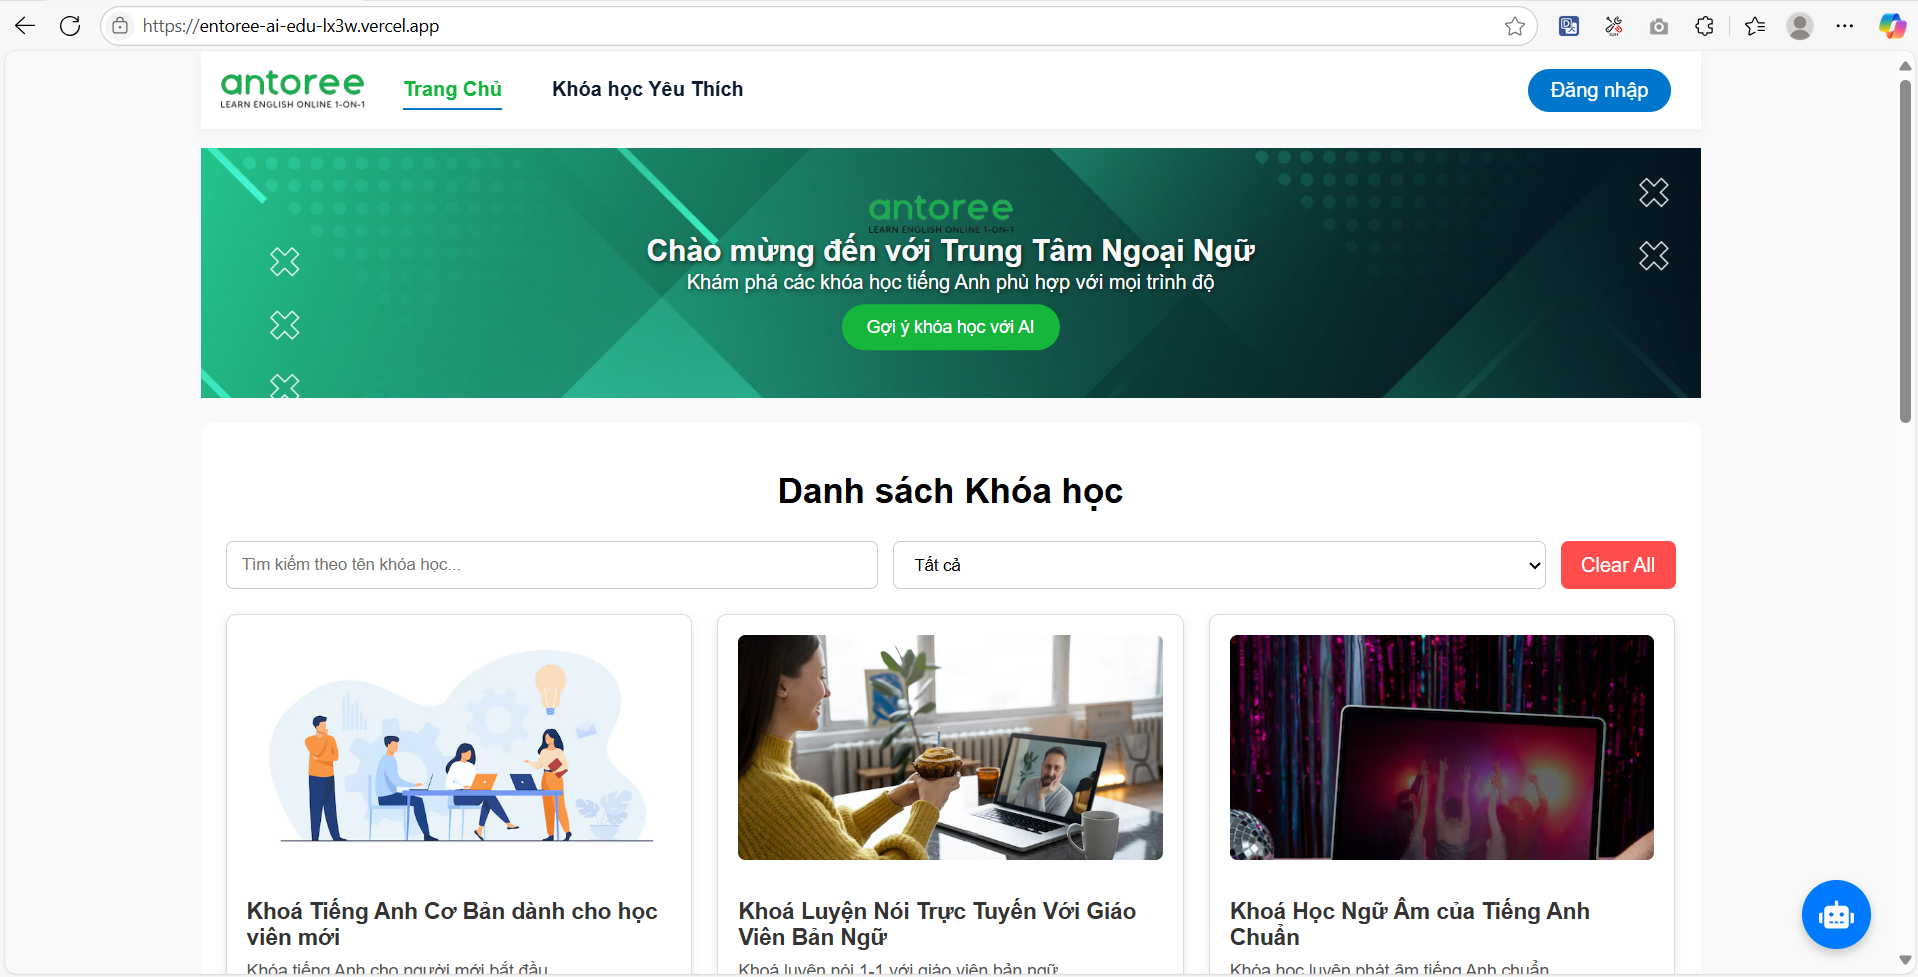 https://entoree-ai-edu-lx3w.vercel.app
antoree
LEARN ENGLISH ONLINE 1-ON-1
Trang Chủ
Khóa học Yêu Thích
Đăng nhập
antoree
LEARN ENGLISH ONLINE 1-ON-1
Chào mừng đến với Trung Tâm Ngoại Ngữ
Khám phá các khóa học tiếng Anh phù hợp với mọi trình độ
Gợi ý khóa học với AI
Danh sách Khóa học
Tìm kiếm theo tên khóa học...
Tất cả
Clear All
Khoá Tiếng Anh Cơ Bản dành cho học
viên mới
Khóa tiếng Anh cho người mới bắt đầu
Khoá Luyện Nói Trực Tuyến Với Giáo
Viên Bản Ngữ
Khoá luyện nói 1-1 với giáo viên bản ngữ
Khoá Học Ngữ Âm của Tiếng Anh
Chuẩn
Khóa học luyện phát âm tiếng Anh chuẩn